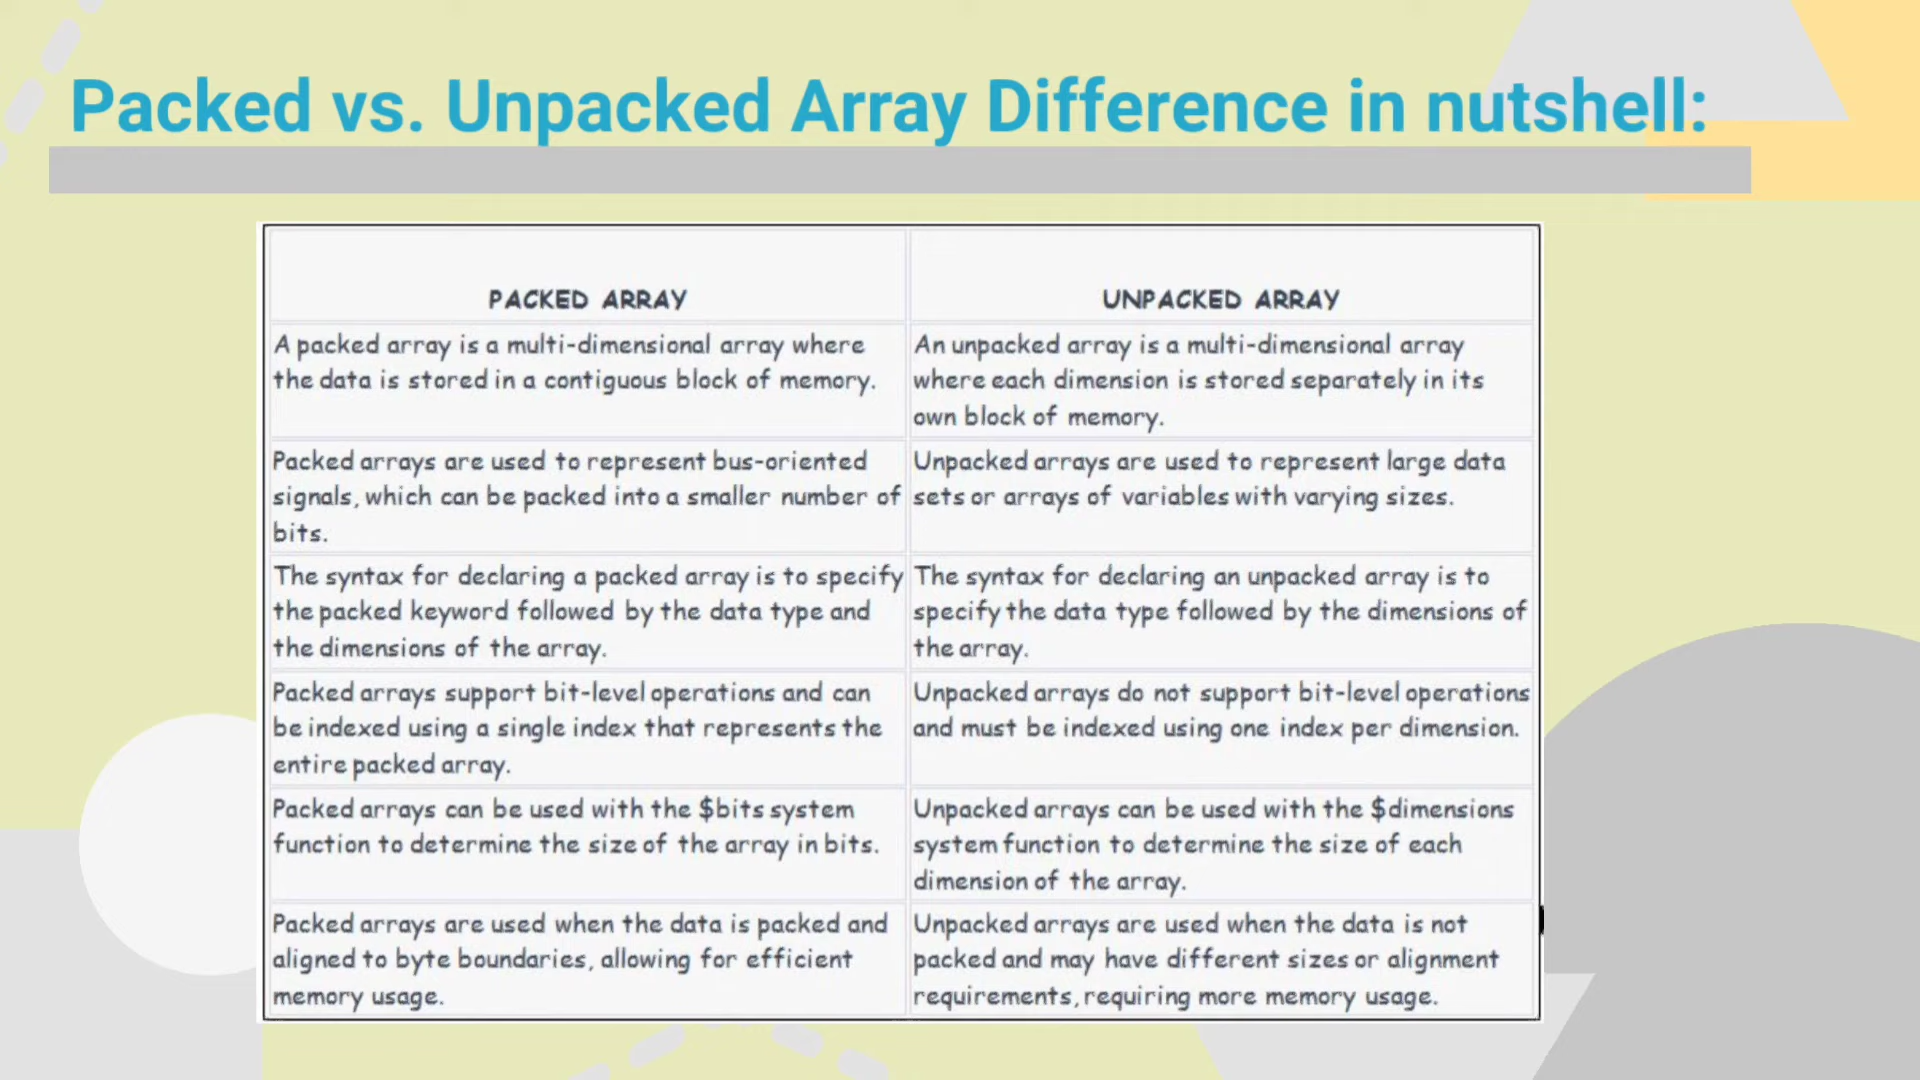 Packed vs. Unpacked Array Difference in nutshell:
PACKED ARRAY
UNPACKED ARRAY
A packed array is a multi-dimensional array where
the data is stored in a contiguous block of memory.
An unpacked array is a multi-dimensional array
where each dimension is stored separately in its
own block of memory.
Packed arrays are used to represent bus-oriented
signals, which can be packed into a smaller number of
bits.
Unpacked arrays are used to represent large data
sets or arrays of variables with varying sizes.
The syntax for declaring a packed array is to specify
the packed keyword followed by the data type and
the dimensions of the array.
The syntax for declaring an unpacked array is to
specify the data type followed by the dimensions of
the array.
Packed arrays support bit-level operations and can
be indexed using a single index that represents the
entire packed array.
Unpacked arrays do not support bit-level operations
and must be indexed using one index per dimension.
Packed arrays can be used with the $bits system
function to determine the size of the array in bits.
Unpacked arrays can be used with the $dimensions
system function to determine the size of each
dimension of the array.
Packed arrays are used when the data is packed and
aligned to byte boundaries, allowing for efficient
memory usage.
Unpacked arrays are used when the data is not
packed and may have different sizes or alignment
requirements, requiring more memory usage.